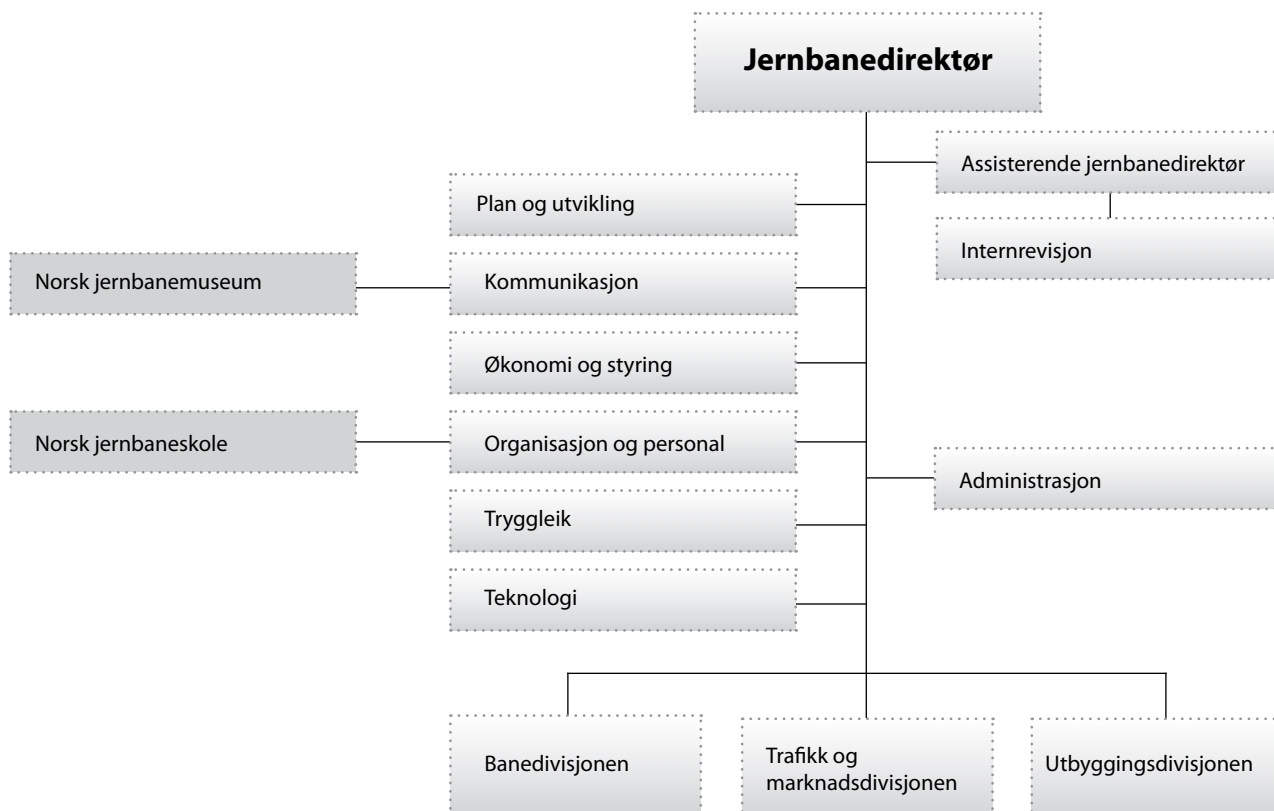 Jernbanedirektør
Assisterende jernbanedirektør
Plan og utvikling
Internrevisjon
Norsk jernbanemuseum
Kommunikasjon
Økonomi og styring
Norsk jernbaneskole
Organisasjon og personal
Administrasjon
Tryggleik
Teknologi
Banedivisjonen
Trafikk og
marknadsdivisjonen
Utbyggingsdivisjonen